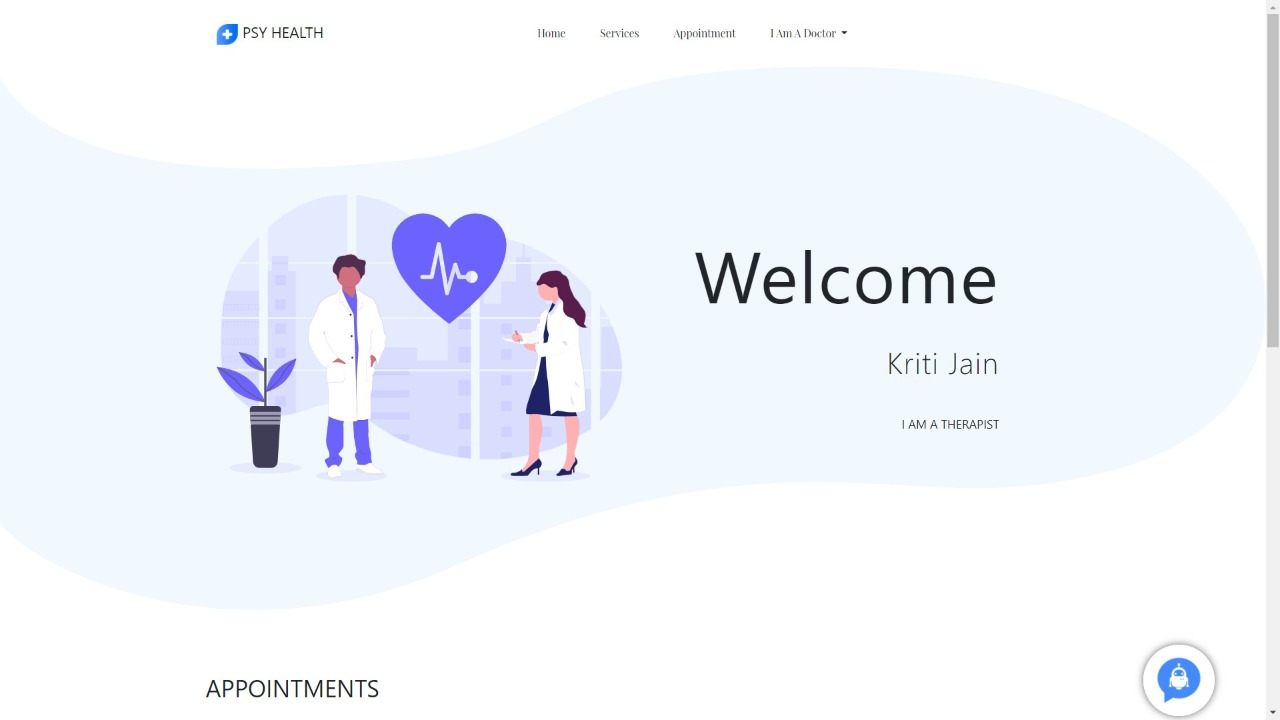 PSY HEALTH
Home Services Appointment I Am A Doctor
Welcome
Kriti Jain
I AM A THERAPIST
APPOINTMENTS